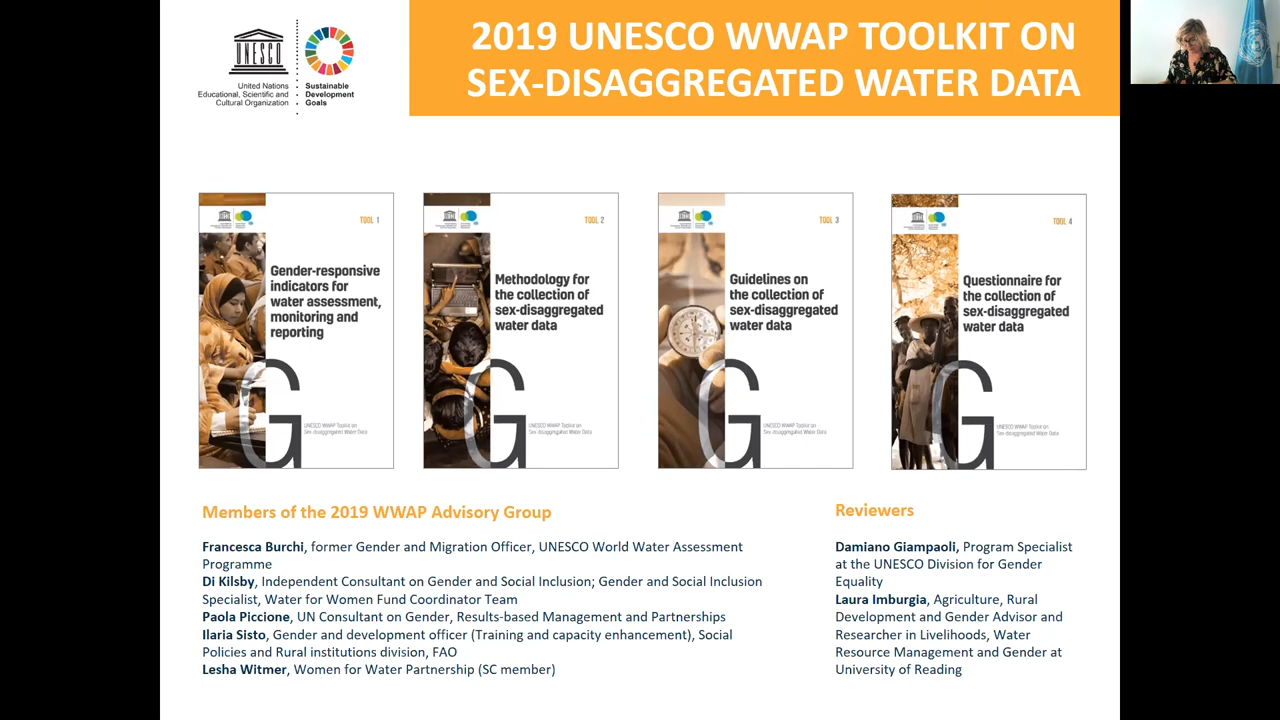 2019 UNESCO WWAP TOOLKIT ON
SEX-DISAGGREGATED WATER DATA
UNESCO
United Nations
Educational, Scientific and
Cultural Organization
Sustainable
Development
Goals
TOOL 1
Gender-responsive
indicators for
water assessment,
monitoring and
reporting
G
UNESCO WWAP Toolkit on
Sex-disaggregated Water Data
TOOL 2
Methodology for
the collection of
sex-disaggregated
water data
G
UNESCO WWAP Toolkit on
Sex-disaggregated Water Data
TOOL 3
Guidelines on
the collection of
sex-disaggregated
water data
G
UNESCO WWAP Toolkit on
Sex-disaggregated Water Data
TOOL 4
Questionnaire for
the collection of
sex-disaggregated
water data
G
UNESCO WWAP Toolkit on
Sex-disaggregated Water Data
Members of the 2019 WWAP Advisory Group
Francesca Burchi, former Gender and Migration Officer, UNESCO World Water Assessment
Programme
Di Kilsby, Independent Consultant on Gender and Social Inclusion; Gender and Social Inclusion
Specialist, Water for Women Fund Coordinator Team
Paola Piccione, UN Consultant on Gender, Results-based Management and Partnerships
Ilaria Sisto, Gender and development officer (Training and capacity enhancement), Social
Policies and Rural institutions division, FAO
Lesha Witmer, Women for Water Partnership (SC member)
Reviewers
Damiano Giampaoli, Program Specialist
at the UNESCO Division for Gender
Equality
Laura Imburgia, Agriculture, Rural
Development and Gender Advisor and
Researcher in Livelihoods, Water
Resource Management and Gender at
University of Reading